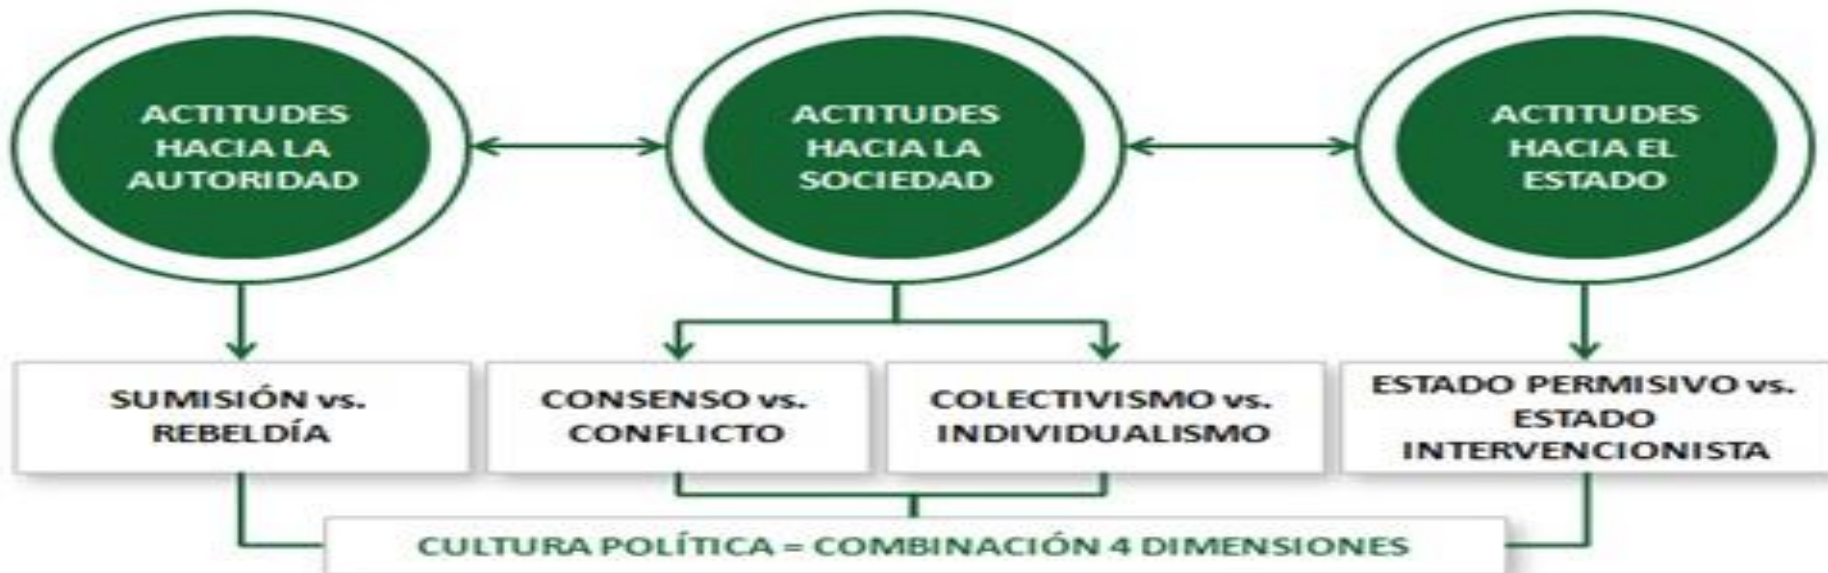 ACTITUDES
HACIA LA
AUTORIDAD
ACTITUDES
HACIA LA
SOCIEDAD
ACTITUDES
HACIA EL
ESTADO
SUMISIÓN vs.
REBELDÍA
CONSENSO vs.
CONFLICTO
COLECTIVISMO vs.
INDIVIDUALISMO
ESTADO PERMISIVO vs.
ESTADO
INTERVENCIONISTA
CULTURA POLÍTICA = COMBINACIÓN 4 DIMENSIONES